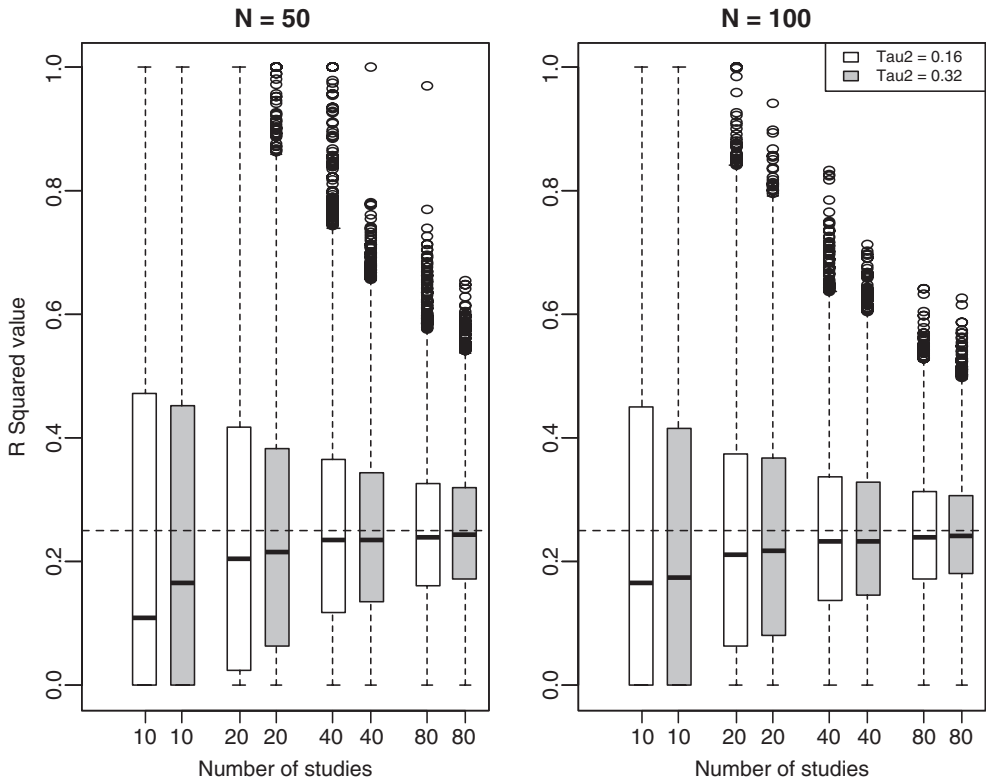 N = 50
N = 100
R Squared value
1.0
0.8
0.6
0.4
0.2
0.0
10 10 20 20 40 40 80 80
Number of studies
1.0
0.8
0.6
0.4
0.2
0.0
Tau2 = 0.16
Tau2 = 0.32
10 10 20 20 40 40 80 80
Number of studies